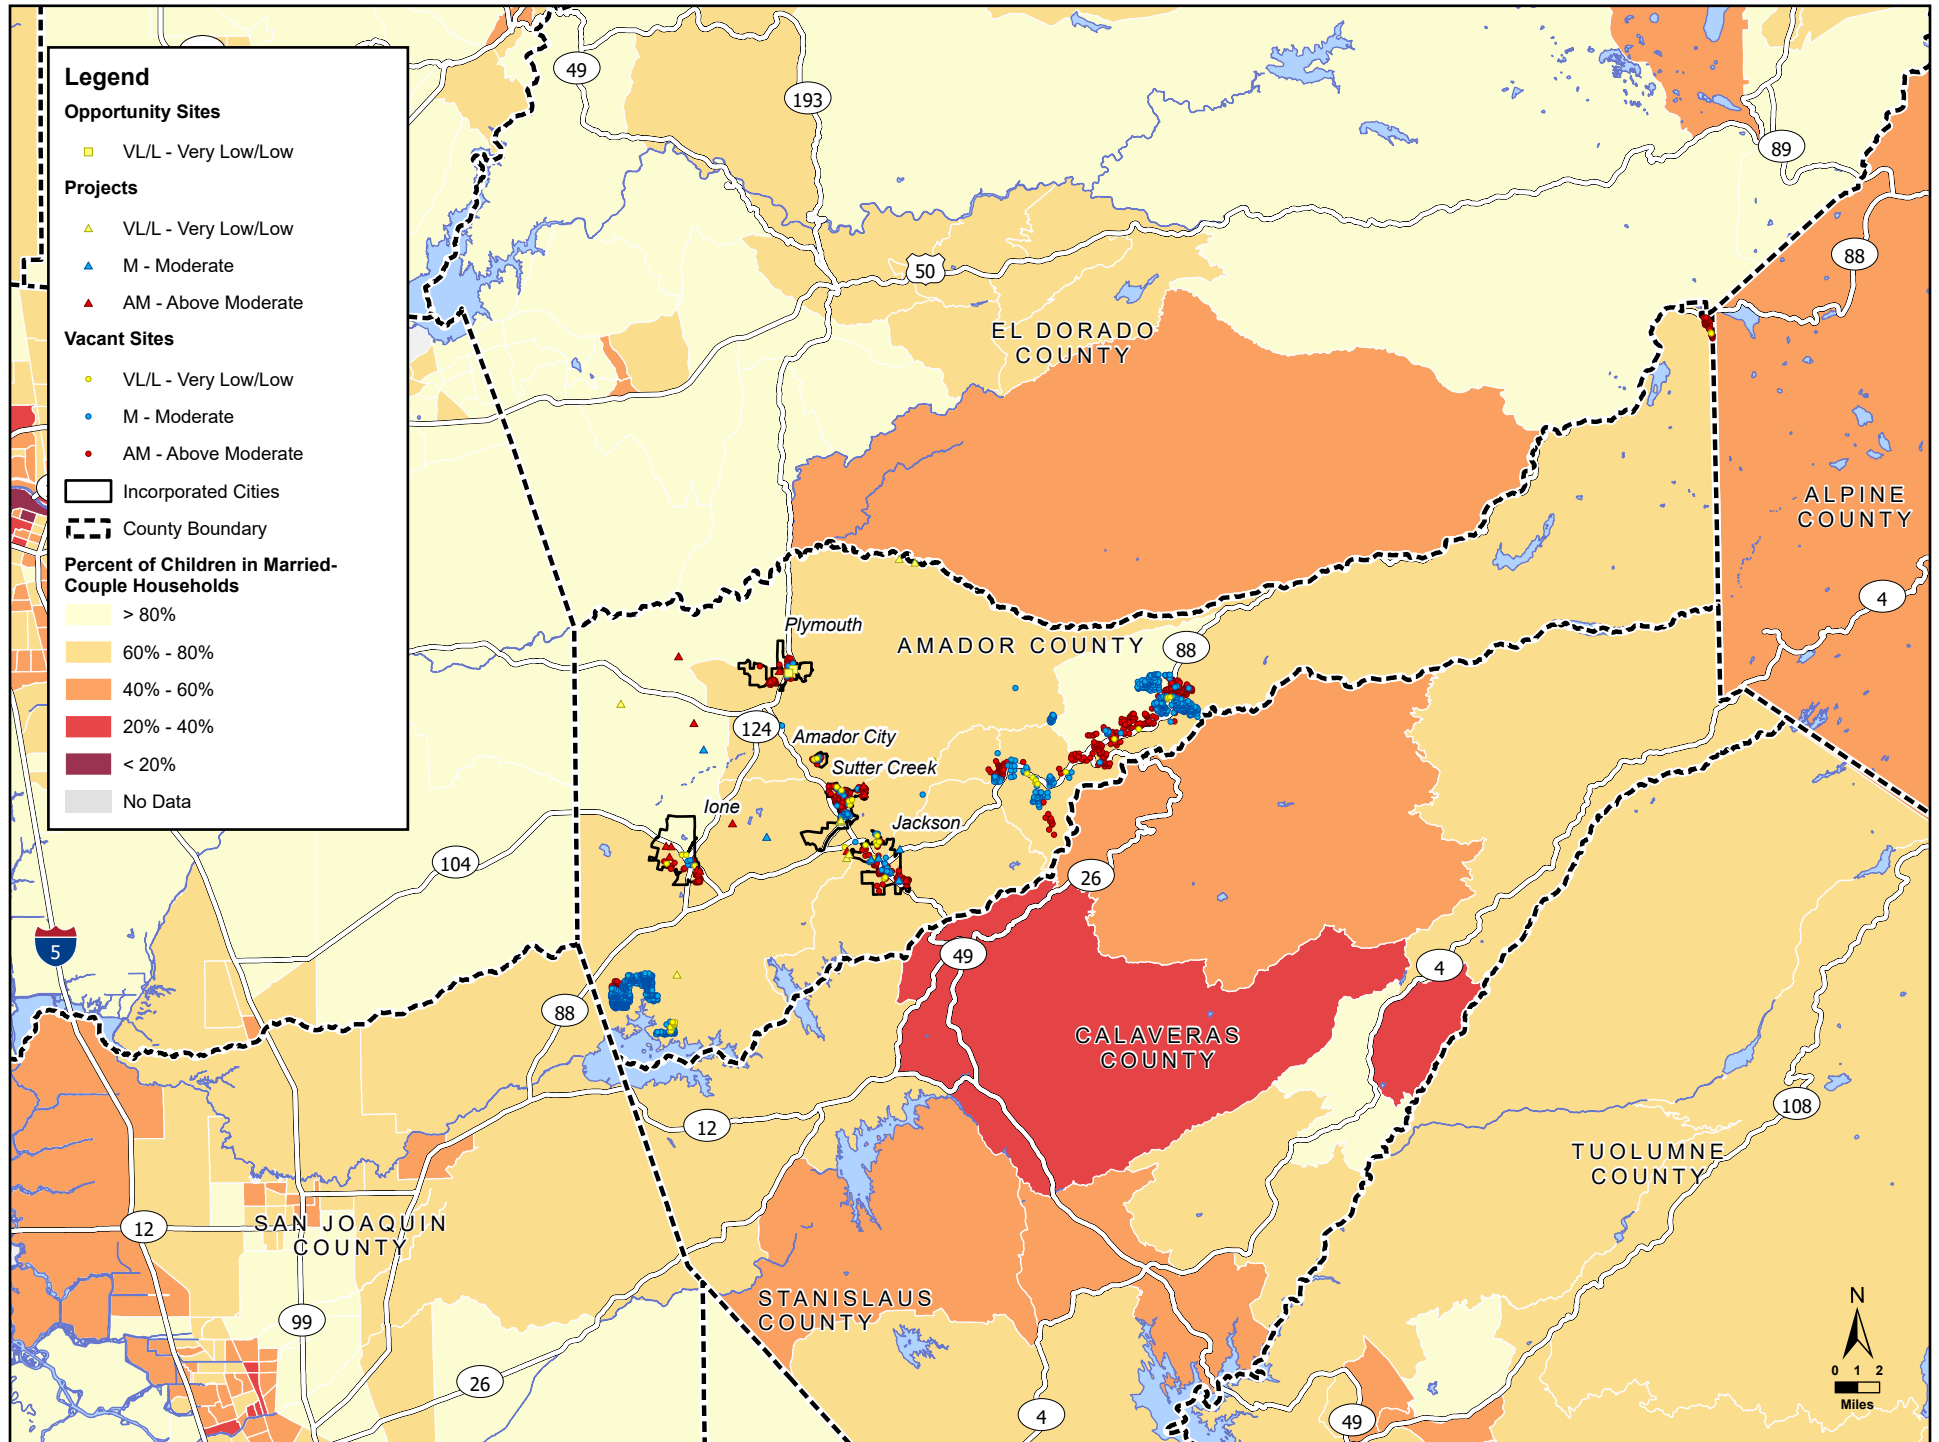 Legend
Opportunity Sites
VL/L - Very Low/Low
Projects
VL/L - Very Low/Low
M - Moderate
AM - Above Moderate
Vacant Sites
VL/L - Very Low/Low
M - Moderate
AM - Above Moderate
Incorporated Cities
County Boundary
Percent of Children in Married-
Couple Households
> 80%
60% - 80%
40% - 60%
20% - 40%
< 20%
No Data
49
193
89
88
50
EL DORADO
COUNTY
ALPINE
COUNTY
4
Plymouth
AMADOR COUNTY
88
124
Amador City
Sutter Creek
Ione
Jackson
104
26
5
49
4
88
CALAVERAS
COUNTY
12
108
TUOLUMNE
COUNTY
12
SAN JOAQUIN
COUNTY
STANISLAUS
COUNTY
99
26
4
49
N
0 1 2
Miles